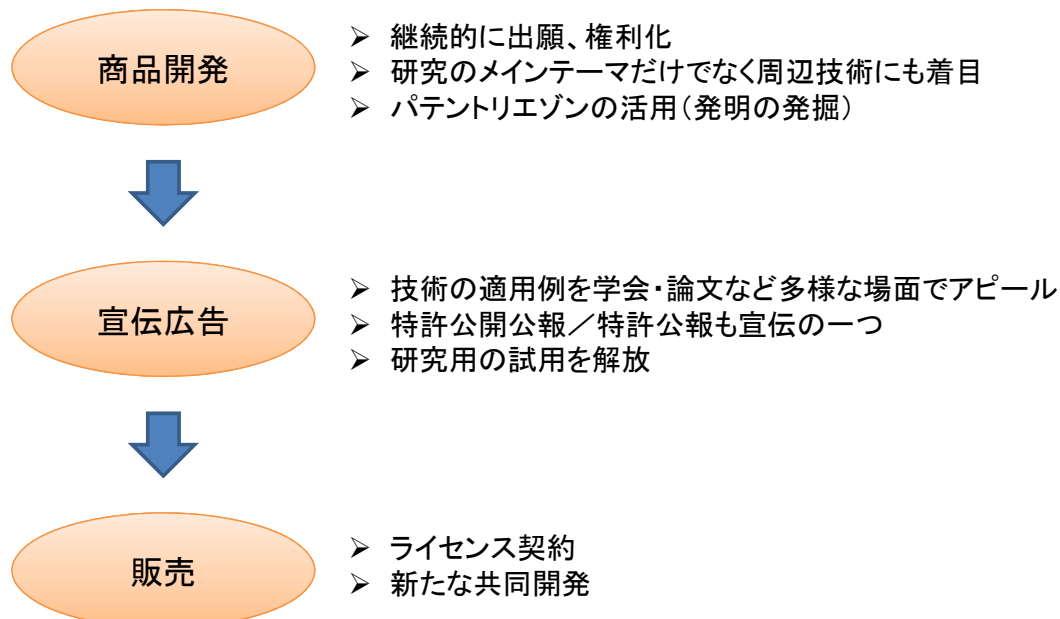 商品開発
➢ 継続的に出願、権利化
➢ 研究のメインテーマだけでなく周辺技術にも着目
➢ パテントリエゾンの活用（発明の発掘）
宣伝広告
➢ 技術の適用例を学会・論文など多様な場面でアピール
➢ 特許公開公報／特許公報も宣伝の一つ
➢ 研究用の試用を解放
販売
➢ ライセンス契約
➢ 新たな共同開発